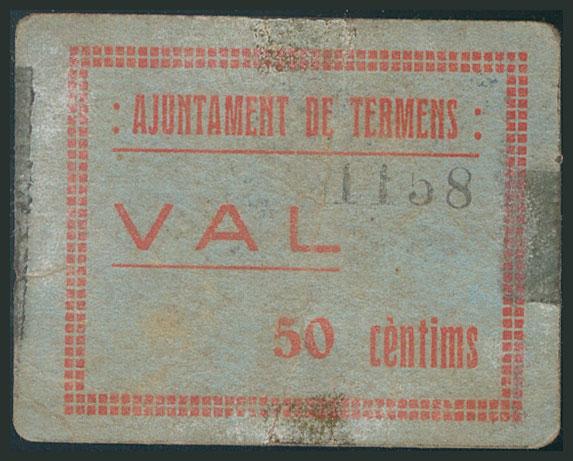 : AJUNTAMENT DE TERMENS :
1158
VAL
50 cèntims